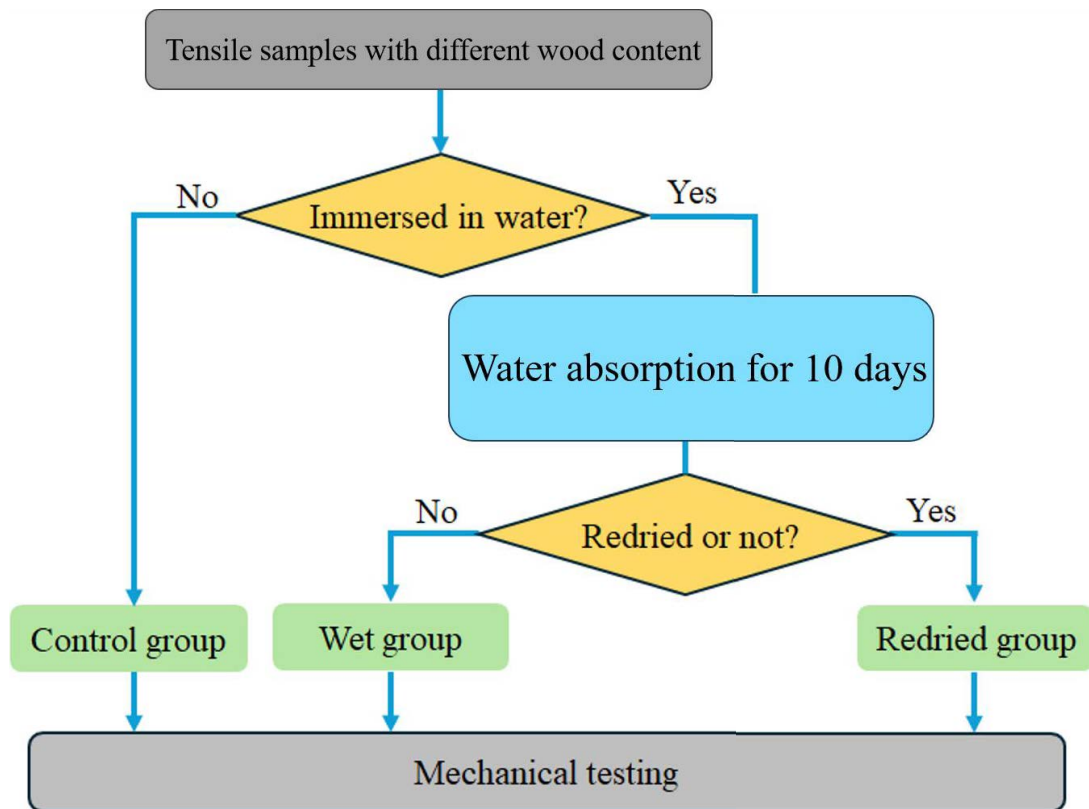 Tensile samples with different wood content
No
Yes
Immersed in water?
Water absorption for 10 days
No
Yes
Redried or not?
Control group
Wet group
Redried group
Mechanical testing